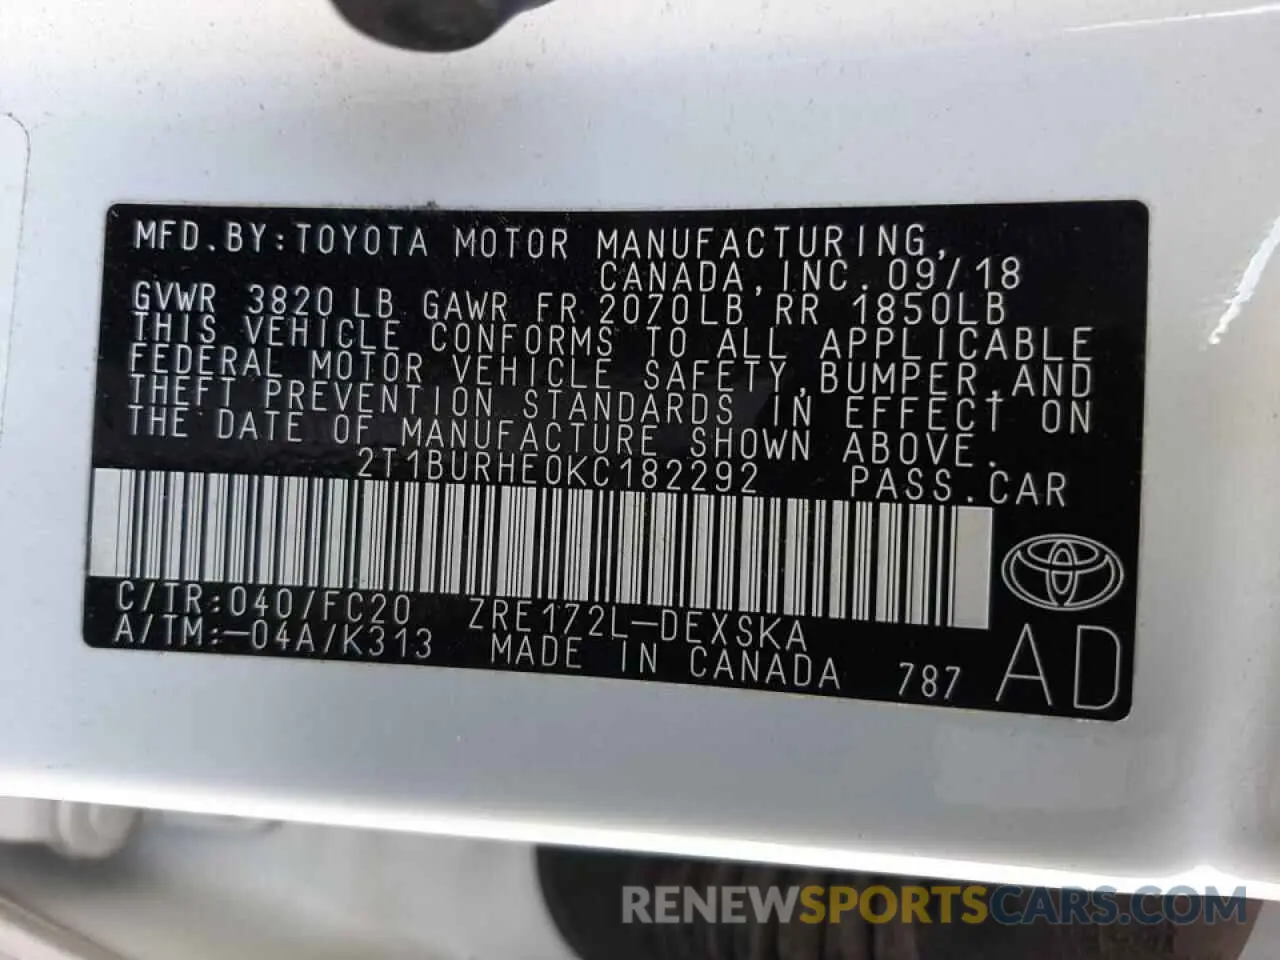 MFD.BY:TOYOTA MOTOR MANUFACTURING,
CANADA,INC. 09/18
GVWR 3820LB GAWR FR 2070LB RR 1850LB
THIS VEHICLE CONFORMS TO ALL APPLICABLE
FEDERAL MOTOR VEHICLE SAFETY,BUMPER,AND
THEFT PREVENTION STANDARDS IN EFFECT ON
THE DATE OF MANUFACTURE SHOWN ABOVE.
2T1BURHE0KC182292 PASS.CAR
C/TR:040/FC20 ZRE172L-DEXSKA
A/TM:-04A/K313 MADE IN CANADA 787
AD
RENEWSPORTSCARS.COM